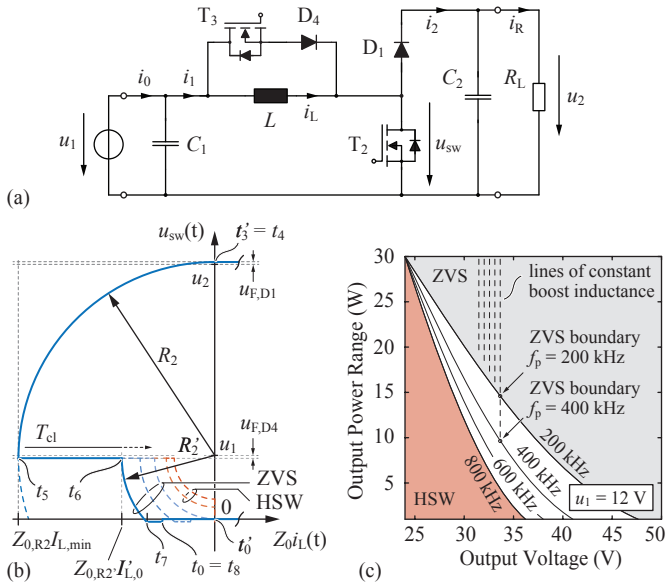 T3
D4
i0
i1
L
iL
u1
C1
D1
i2
iR
C2
RL
u2
T2
usw
(a)
usw(t)
t'3 = t4
u2
uF,D1
R2
Tcl
uF,D4
R2'
u1
t5
t6
ZVS
HSW
0
Z0,R2IL,min
Z0,R2'I'L,0
t7
t0 = t8
t'0
Z0iL(t)
(b)
(c)
Output Power Range (W)
30
25
20
15
10
5
0
ZVS
lines of constant
boost inductance
ZVS boundary
fp = 200 kHz
ZVS boundary
fp = 400 kHz
200 kHz
400 kHz
600 kHz
800 kHz
HSW
u1 = 12 V
20 25 30 35 40 45 50
Output Voltage (V)